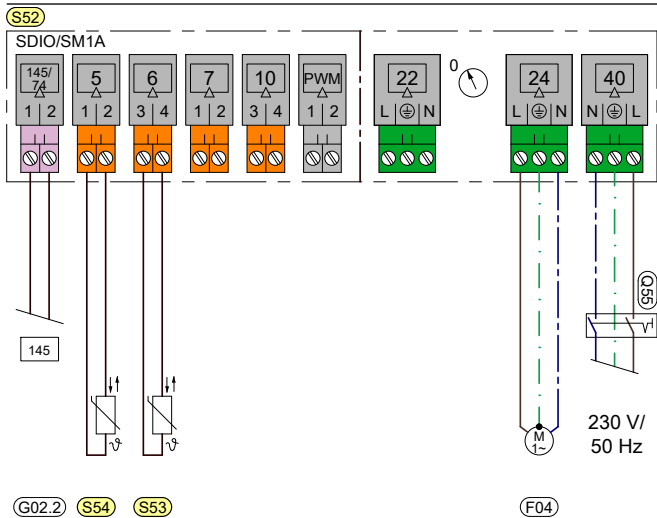 S52
SDIO/SM1A
145/
74
5
6
7
10
PWM
22
0
24
40
1 2
1 2
3 4
1 2
3 4
1 2
L N
L N
N L
Q55
145
ϑ
ϑ
M
1~
230 V/
50 Hz
G02.2
S54
S53
F04